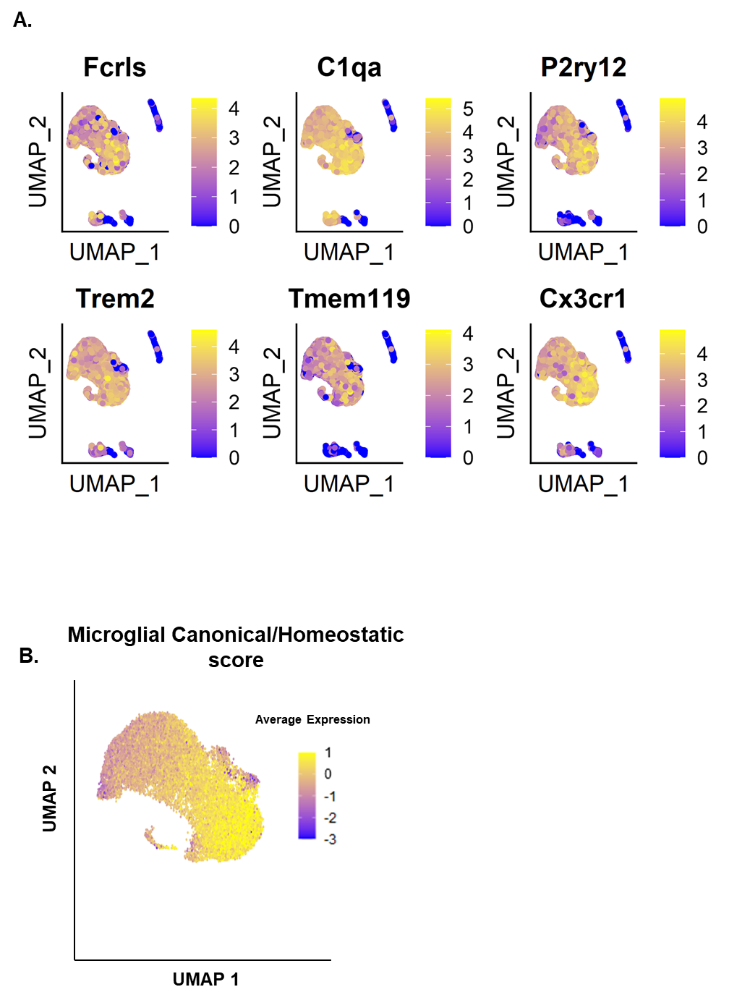 A.
Fcrls
C1qa
P2ry12
UMAP_2
4
3
2
1
0
UMAP_1
UMAP_2
5
4
3
2
1
0
UMAP_1
UMAP_2
4
3
2
1
0
UMAP_1
Trem2
Tmem119
Cx3cr1
UMAP_2
4
3
2
1
0
UMAP_1
UMAP_2
4
3
2
1
0
UMAP_1
UMAP_2
4
3
2
1
0
UMAP_1
B.
Microglial Canonical/Homeostatic
score
Average Expression
1
0
-1
-2
-3
UMAP 2
UMAP 1